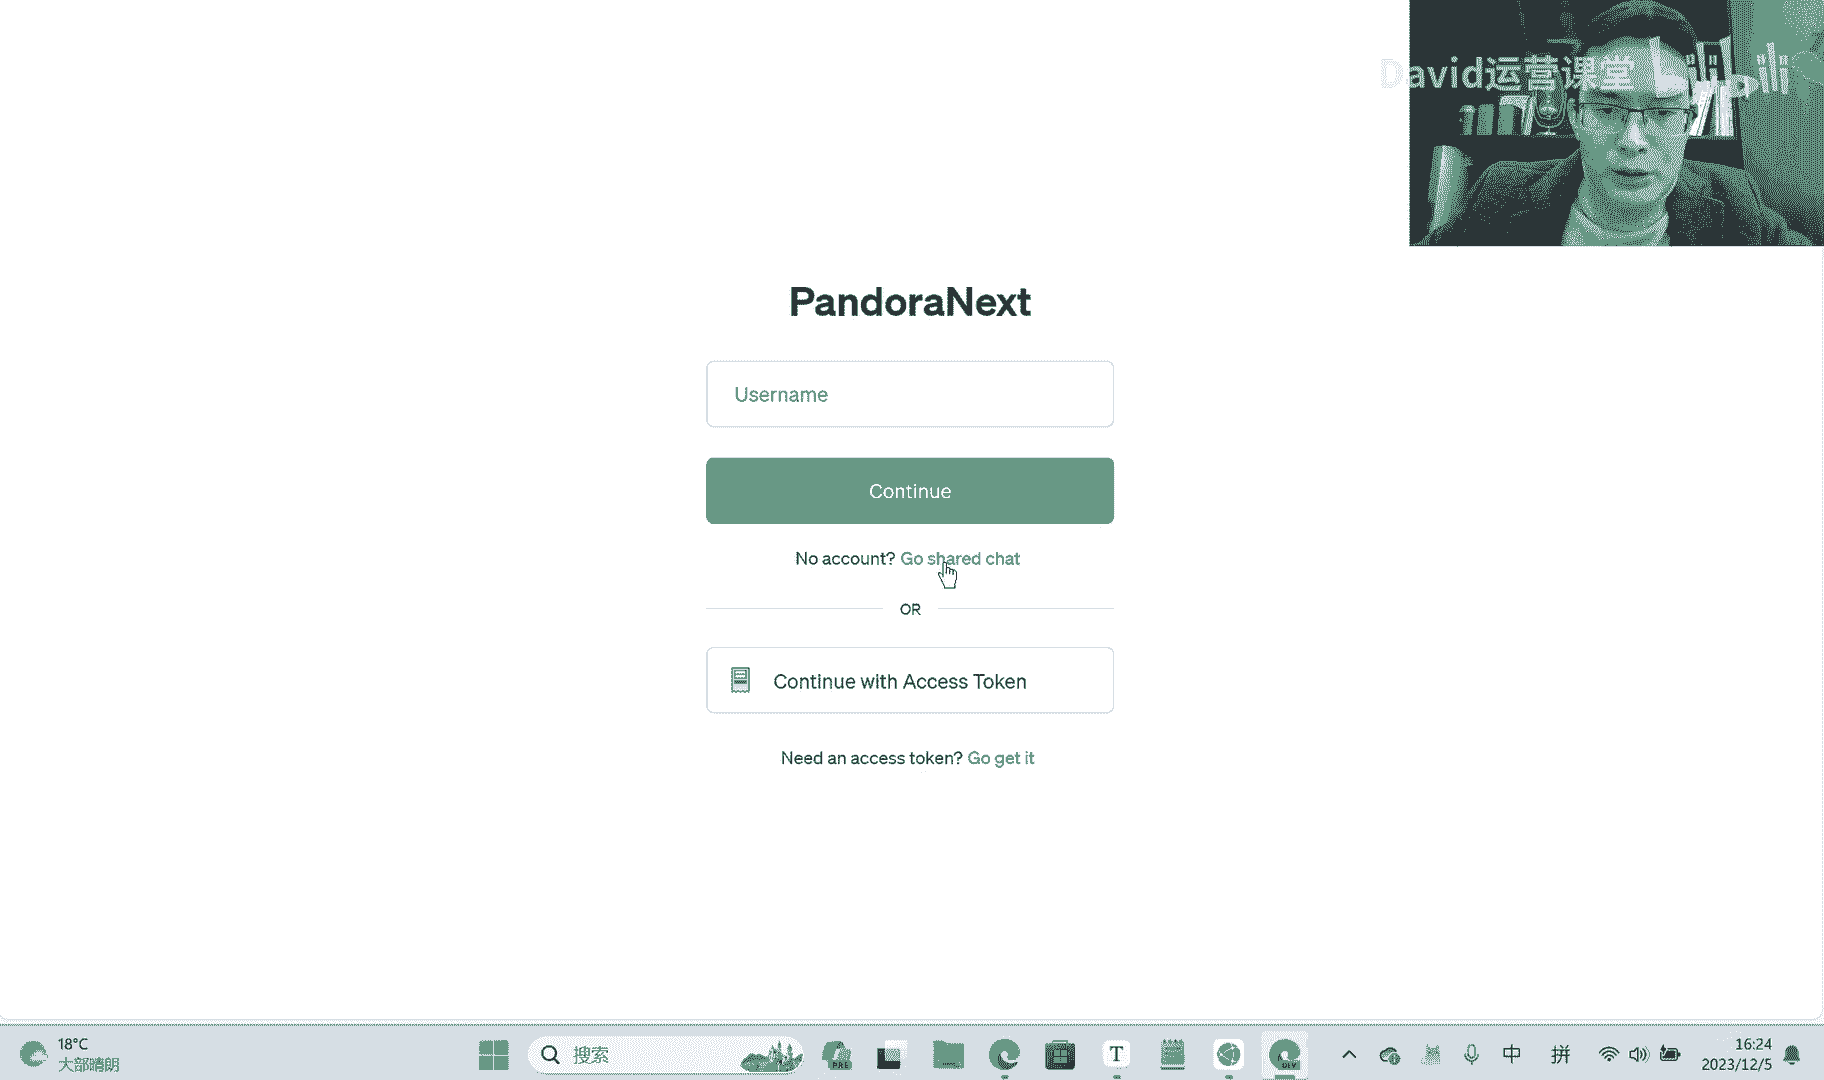 David运营课堂 bilibili
PandoraNext
Username
Continue
No account? Go shared chat
OR
Continue with Access Token
Need an access token? Go get it
18°C
大部晴朗
搜索
PRE
T
DEV
中
拼
16:24
2023/12/5